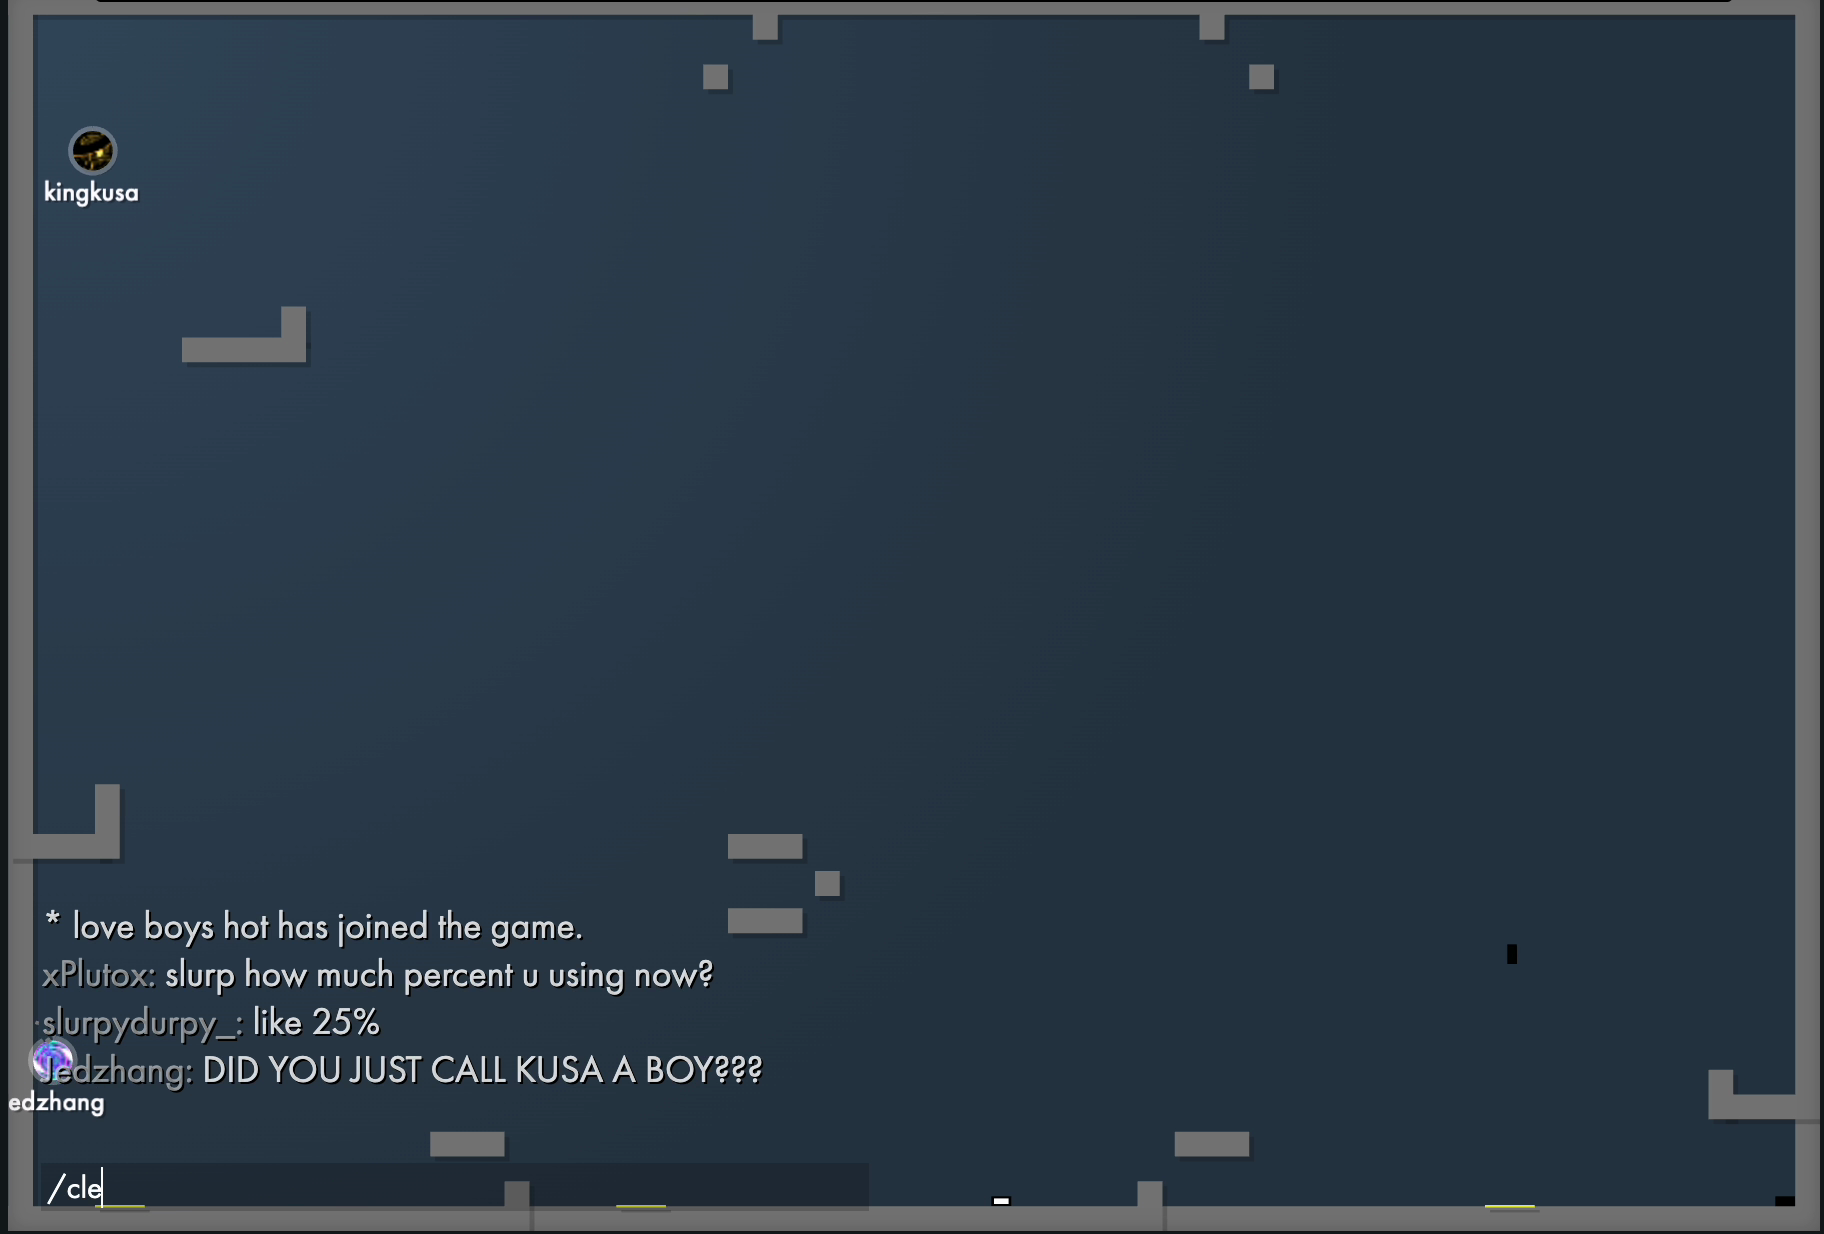 kingkusa
* love boys hot has joined the game.
xPlutox: slurp how much percent u using now?
slurpydurpy_: like 25%
Jedzhang: DID YOU JUST CALL KUSA A BOY???
edzhang
/cle